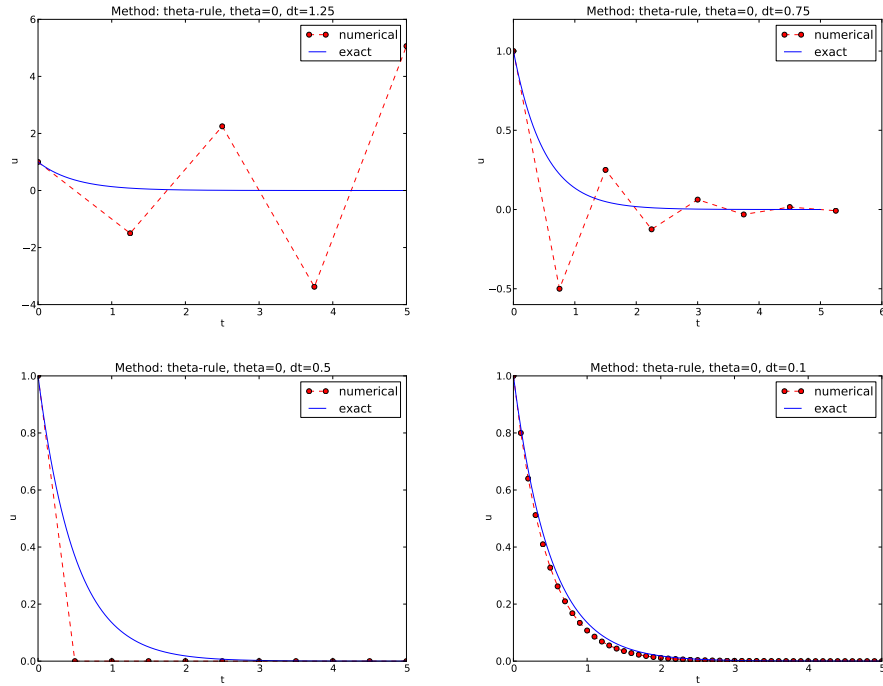 Method: theta-rule, theta=0, dt=1.25
numerical
exact
6
4
2
0
−2
−4
u
0 1 2 3 4 5
t
Method: theta-rule, theta=0, dt=0.75
numerical
exact
1.0
0.5
0.0
−0.5
u
0 1 2 3 4 5 6
t
Method: theta-rule, theta=0, dt=0.5
numerical
exact
1.0
0.8
0.6
0.4
0.2
0.0
u
0 1 2 3 4 5
t
Method: theta-rule, theta=0, dt=0.1
numerical
exact
1.0
0.8
0.6
0.4
0.2
0.0
u
0 1 2 3 4 5
t